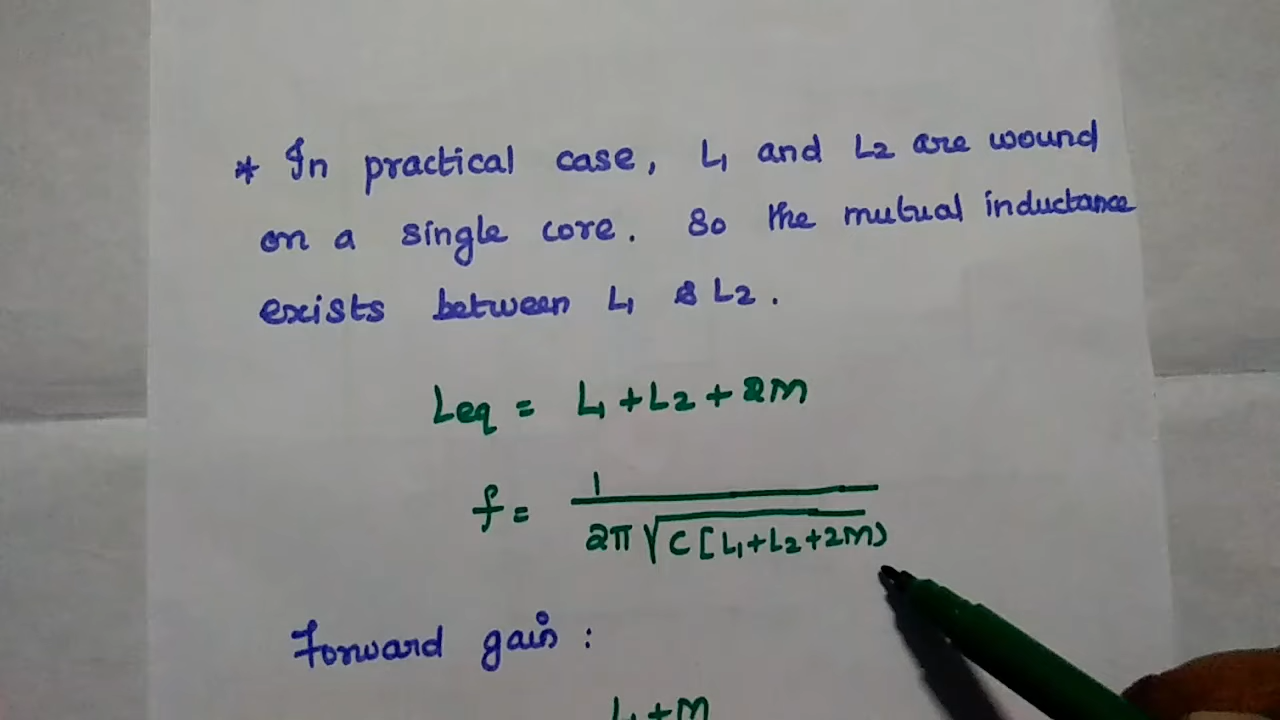 * In practical case, L1 and L2 are wound
on a single core. So the mutual inductance
exists between L1 & L2.
Leq = L1+L2+2M
f = 1
2π√C[L1+L2+2M)
Forward gain :
L1+M